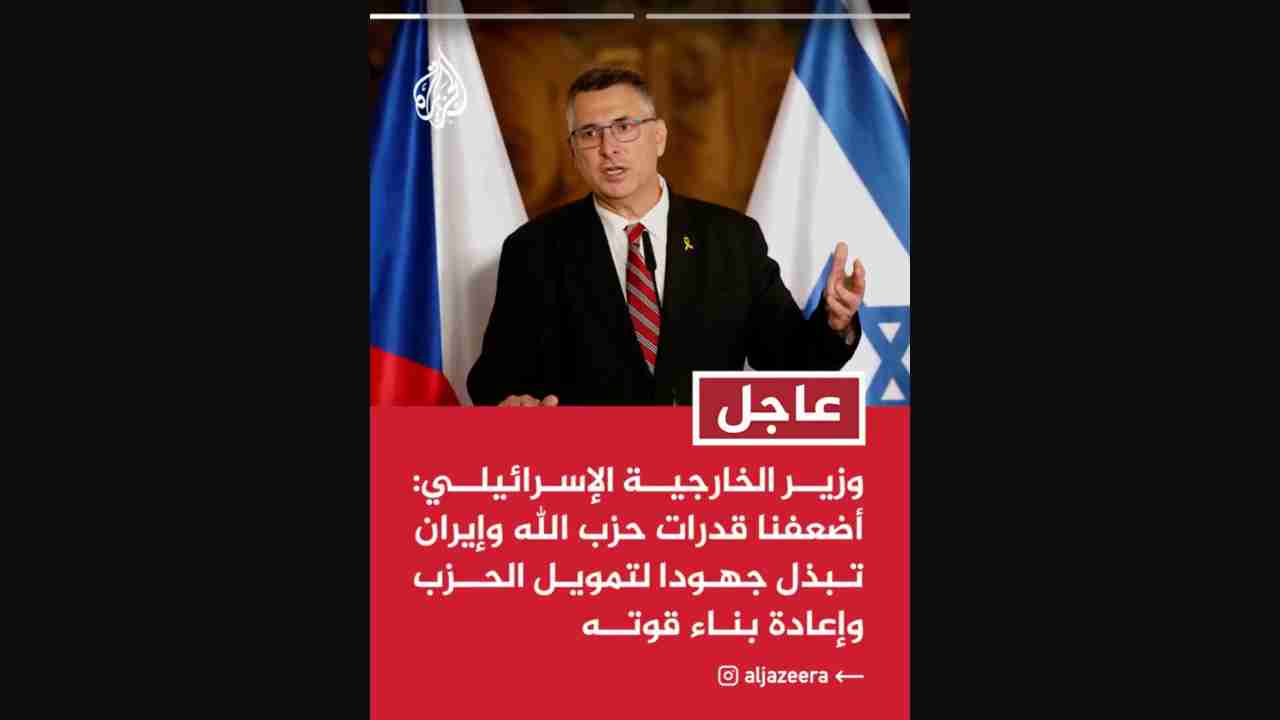 الجزيرة
عاجل
وزير الخارجية الإسرائيلي:
أضعفنا قدرات حزب الله وإيران
تبذل جهودا لتمويل الحزب
وإعادة بناء قوته
aljazeera